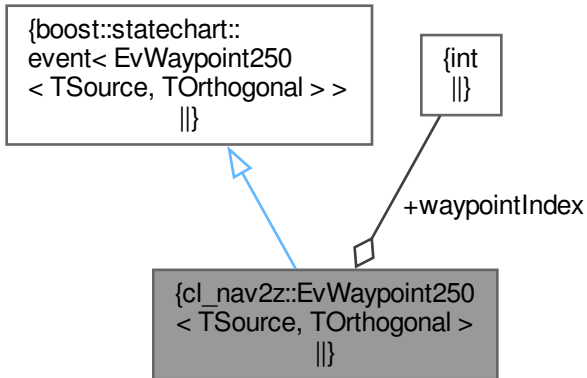 {boost::statechart::
event< EvWaypoint250
< TSource, TOrthogonal > >
||}
{int
||}
+waypointIndex
{cl_nav2z::EvWaypoint250
< TSource, TOrthogonal >
||}